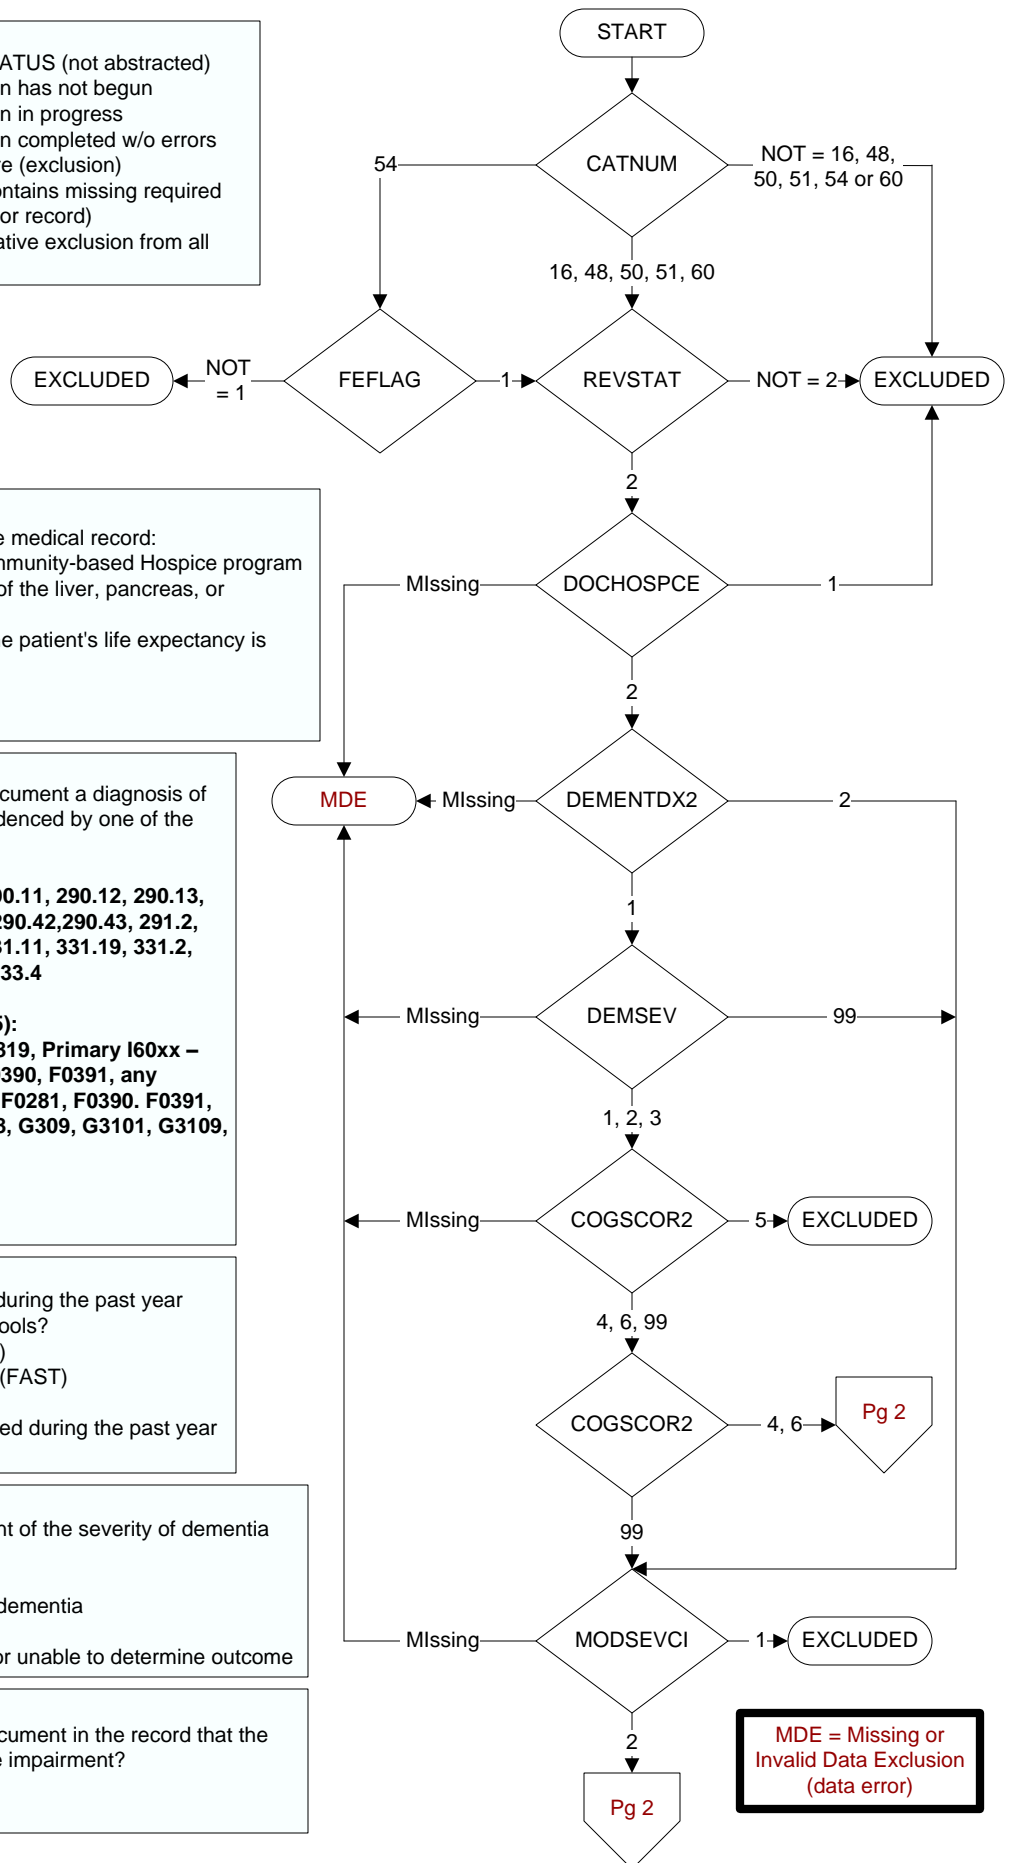 START
ATUS (not abstracted)
n has not begun
n in progress
n completed w/o errors
e (exclusion)
ontains missing required
or record)
ative exclusion from all
54
CATNUM
NOT = 16, 48,
50, 51, 54 or 60
16, 48, 50, 51, 60
EXCLUDED
NOT
= 1
FEFLAG
1
REVSTAT
NOT = 2
EXCLUDED
2
e medical record:
mmunity-based Hospice program
of the liver, pancreas, or
e patient's life expectancy is
MIssing
DOCHOSPCE
1
2
MDE
MIssing
DEMENTDX2
2
cument a diagnosis of
idenced by one of the
90.11, 290.12, 290.13,
290.42,290.43, 291.2,
31.11, 331.19, 331.2,
33.4
5):
319, Primary I60xx –
0390, F0391, any
F0281, F0390. F0391,
8, G309, G3101, G3109,
1
MIssing
DEMSEV
99
1, 2, 3
MIssing
COGSCOR2
5
EXCLUDED
during the past year
ools?
)
(FAST)
ed during the past year
4, 6, 99
COGSCOR2
4, 6
Pg 2
99
nt of the severity of dementia
dementia
or unable to determine outcome
MIssing
MODSEVCI
1
EXCLUDED
cument in the record that the
e impairment?
2
Pg 2
MDE = Missing or
Invalid Data Exclusion
(data error)